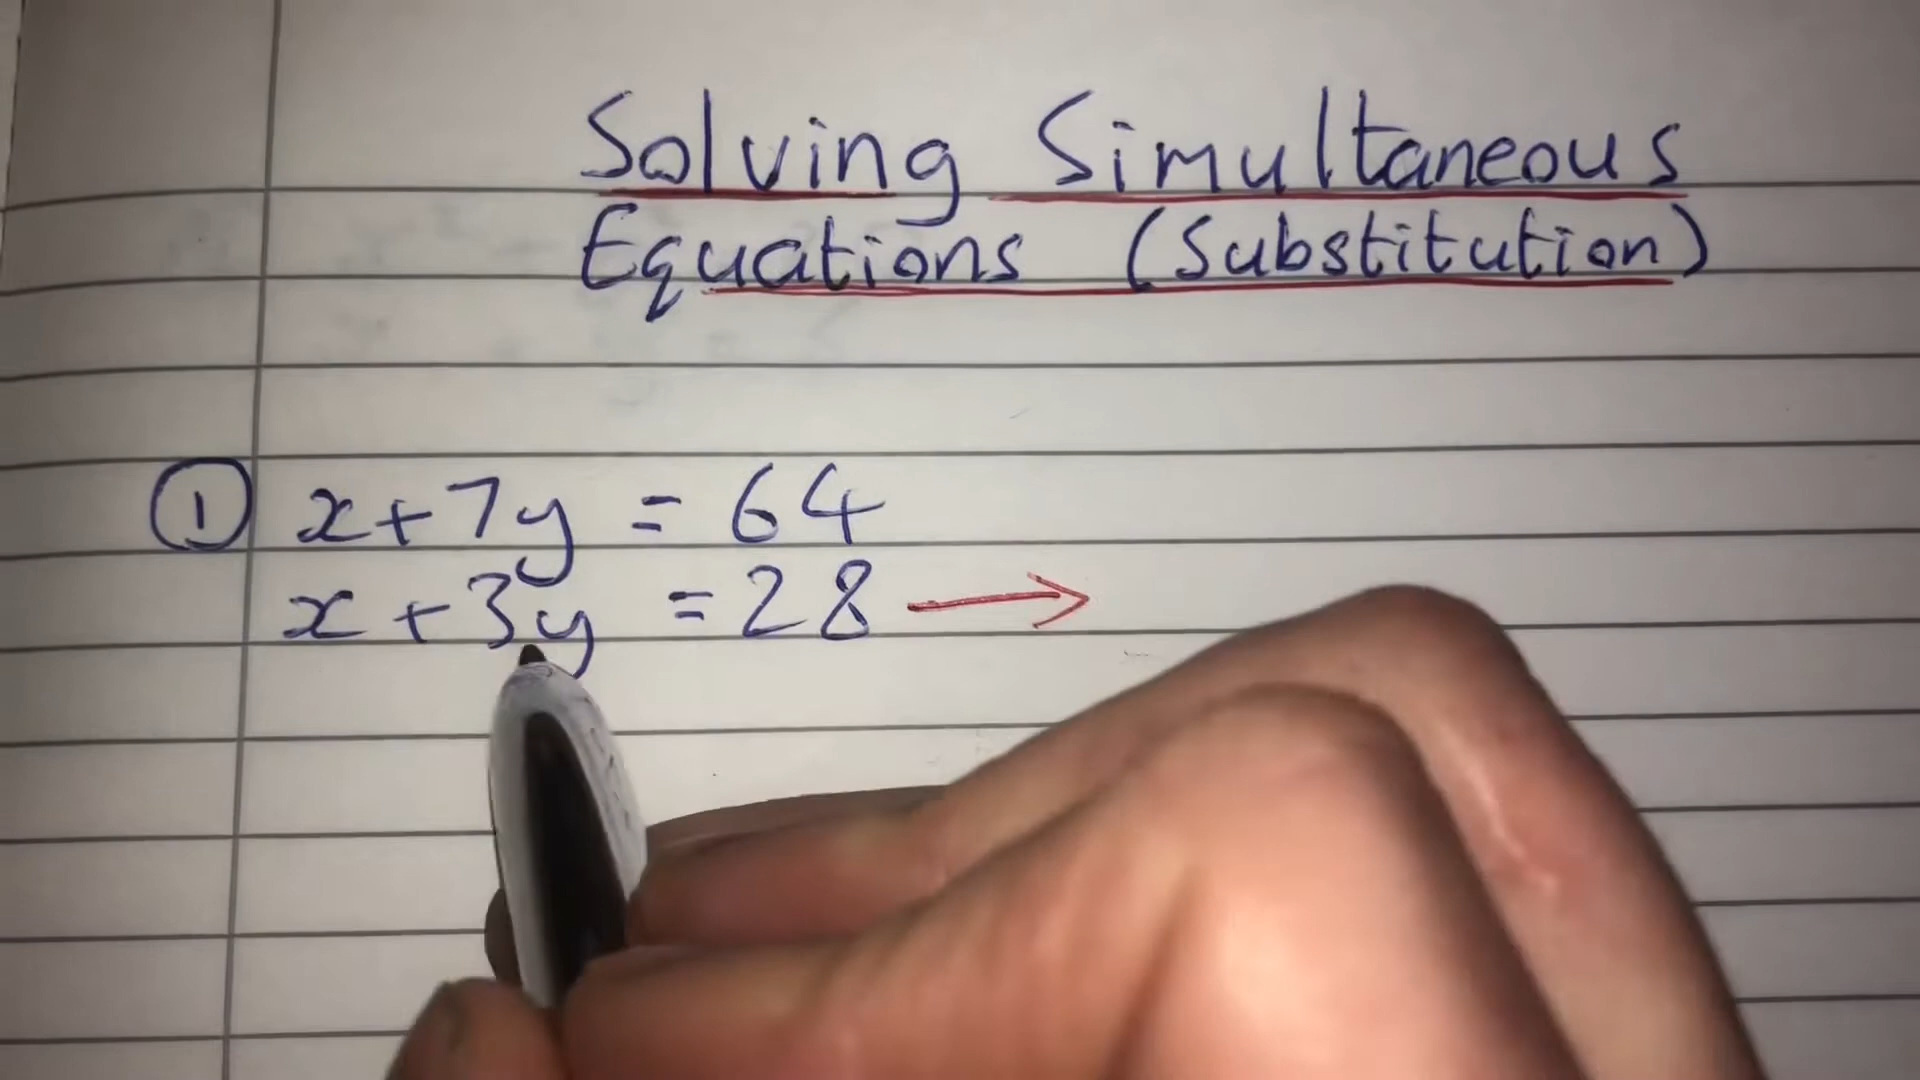 Solving Simultaneous
Equations (Substitution)
① x + 7y = 64
x + 3y = 28 →